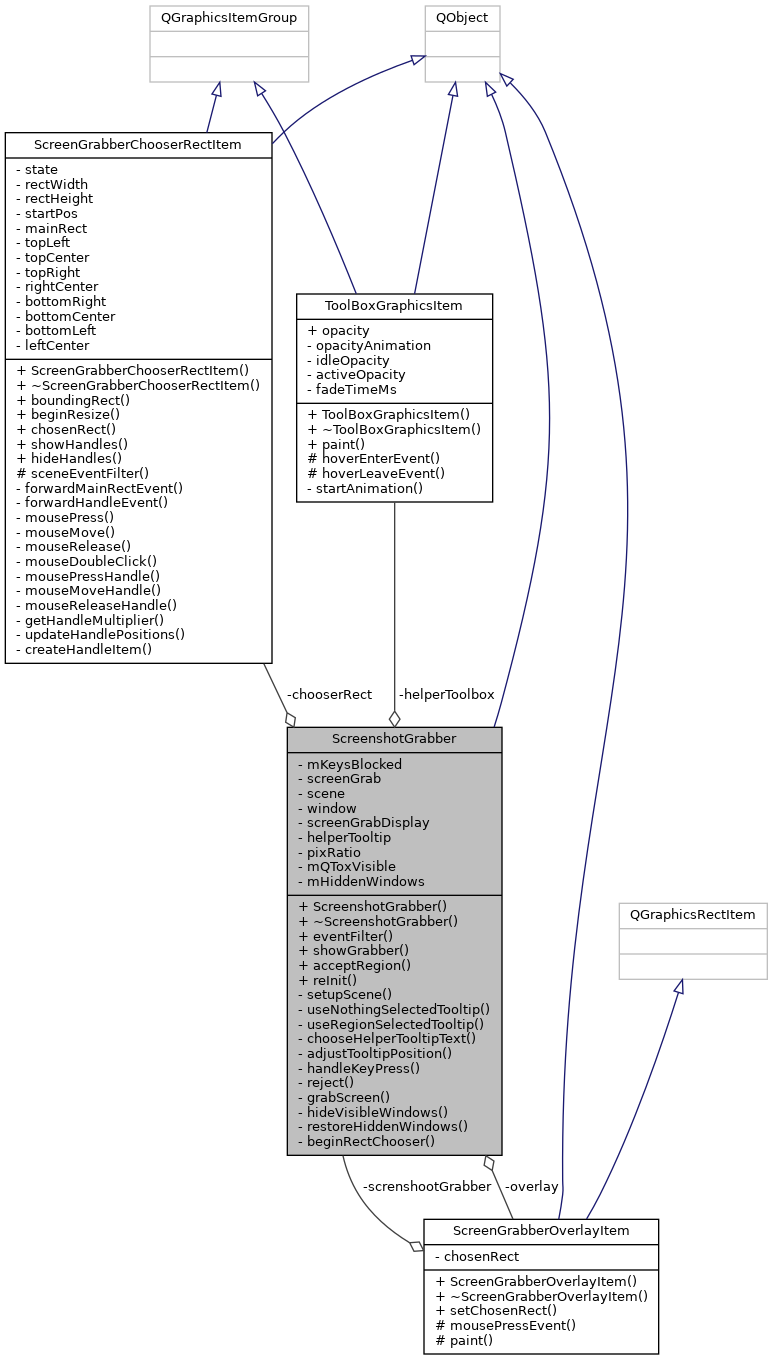 QGraphicsItemGroup
QObject
ScreenGrabberChooserRectItem
- state
- rectWidth
- rectHeight
- startPos
- mainRect
- topLeft
- topCenter
- topRight
- rightCenter
- bottomRight
- bottomCenter
- bottomLeft
- leftCenter
+ ScreenGrabberChooserRectItem()
+ ~ScreenGrabberChooserRectItem()
+ boundingRect()
+ beginResize()
+ chosenRect()
+ showHandles()
+ hideHandles()
# sceneEventFilter()
- forwardMainRectEvent()
- forwardHandleEvent()
- mousePress()
- mouseMove()
- mouseRelease()
- mouseDoubleClick()
- mousePressHandle()
- mouseMoveHandle()
- mouseReleaseHandle()
- getHandleMultiplier()
- updateHandlePositions()
- createHandleItem()
ToolBoxGraphicsItem
+ opacity
- opacityAnimation
- idleOpacity
- activeOpacity
- fadeTimeMs
+ ToolBoxGraphicsItem()
+ ~ToolBoxGraphicsItem()
+ paint()
# hoverEnterEvent()
# hoverLeaveEvent()
- startAnimation()
-chooserRect
-helperToolbox
ScreenshotGrabber
- mKeysBlocked
- screenGrab
- scene
- window
- screenGrabDisplay
- helperTooltip
- pixRatio
- mQToxVisible
- mHiddenWindows
+ ScreenshotGrabber()
+ ~ScreenshotGrabber()
+ eventFilter()
+ showGrabber()
+ acceptRegion()
+ reInit()
- setupScene()
- useNothingSelectedTooltip()
- useRegionSelectedTooltip()
- chooseHelperTooltipText()
- adjustTooltipPosition()
- handleKeyPress()
- reject()
- grabScreen()
- hideVisibleWindows()
- restoreHiddenWindows()
- beginRectChooser()
QGraphicsRectItem
-screnshootGrabber
-overlay
ScreenGrabberOverlayItem
- chosenRect
+ ScreenGrabberOverlayItem()
+ ~ScreenGrabberOverlayItem()
+ setChosenRect()
# mousePressEvent()
# paint()